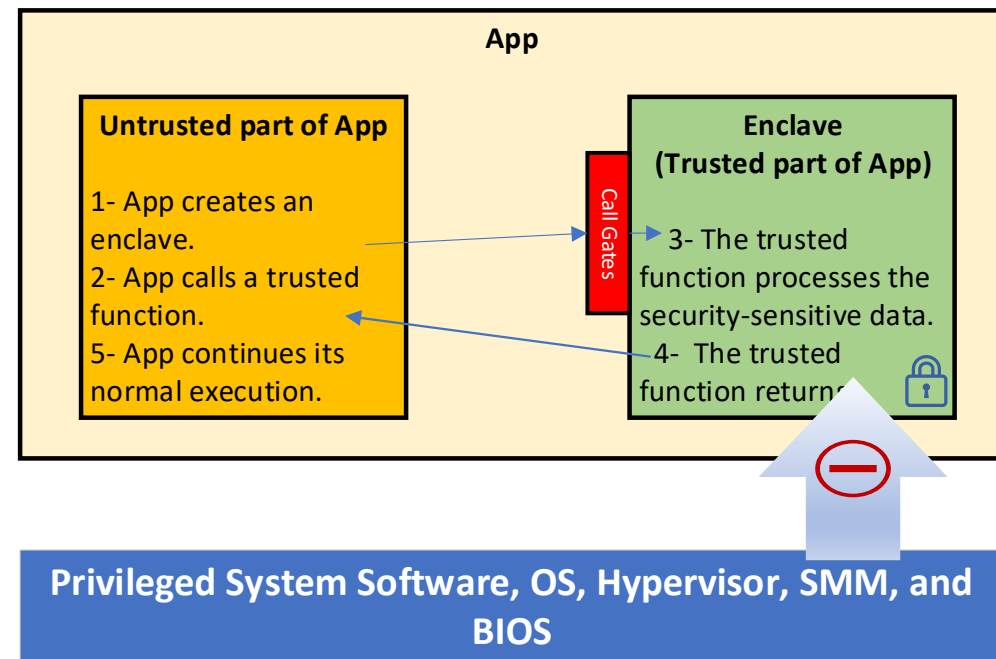 App
Untrusted part of App
1- App creates an
enclave.
2- App calls a trusted
function.
5- App continues its
normal execution.
Call Gates
Enclave
(Trusted part of App)
3- The trusted
function processes the
security-sensitive data.
4- The trusted
function returns
Privileged System Software, OS, Hypervisor, SMM, and
BIOS